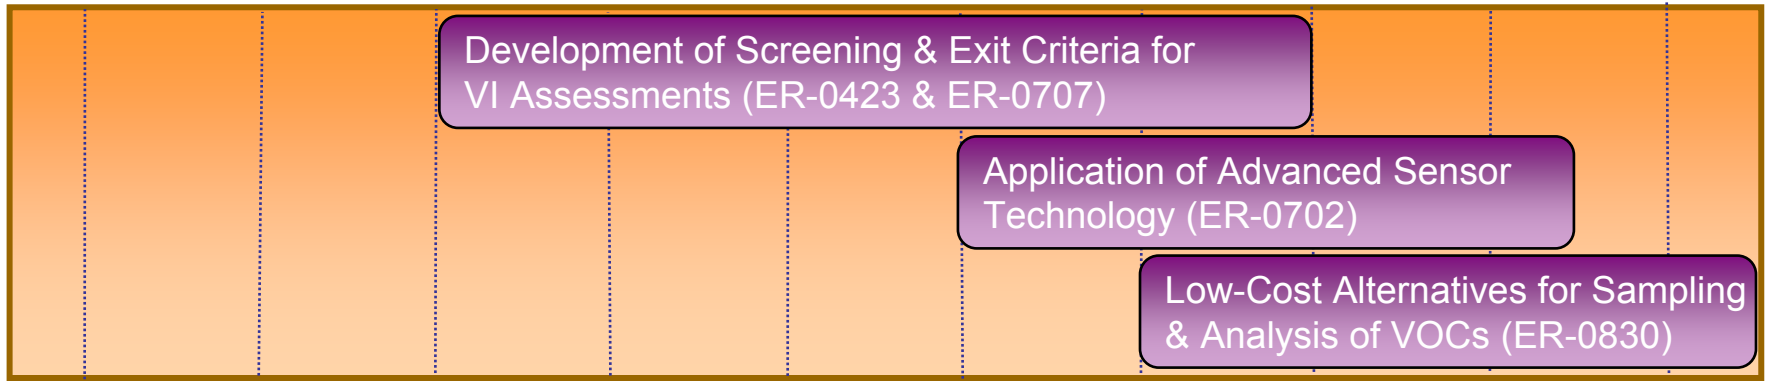 Development of Screening & Exit Criteria for
VI Assessments (ER-0423 & ER-0707)
Application of Advanced Sensor
Technology (ER-0702)
Low-Cost Alternatives for Sampling
& Analysis of VOCs (ER-0830)